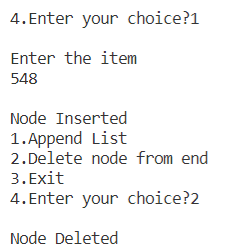 4.Enter your choice?1
Enter the item
548
Node Inserted
1.Append List
2.Delete node from end
3.Exit
4.Enter your choice?2
Node Deleted